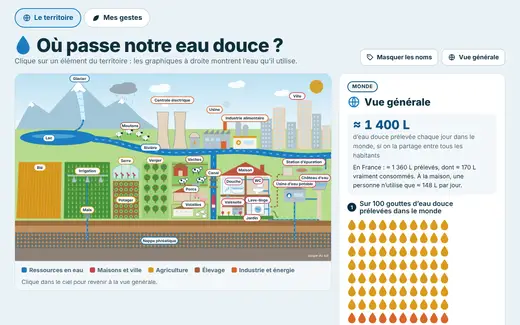 Le territoire
Mes gestes
Où passe notre eau douce ?
Clique sur un élément du territoire : les graphiques à droite montrent l'eau qu'il utilise.
Masquer les noms
Vue générale
Glacier
Centrale électrique
Ville
Usine
Industrie alimentaire
Moutons
Lac
Rivière
Blé
Irrigation
Serre
Verger
Vaches
Canal
Maison
Station d'épuration
Château d'eau
Douche
WC
Usine d'eau potable
Porcs
Maïs
Potager
Volailles
Vaisselle
Lave-linge
Jardin
Nappe phréatique
Ressources en eau
Maisons et ville
Agriculture
Élevage
Industrie et énergie
Clique dans le ciel pour revenir à la vue générale.
MONDE
Vue générale
≈ 1 400 L
d'eau douce prélevée chaque jour dans le
monde, si on la partage entre tous les
habitants
En France : ≈ 1 360 L prélevés, dont ≈ 170 L
vraiment consommés. À la maison, une
personne n'utilise que ≈ 148 L par jour.
1
Sur 100 gouttes d'eau douce
prélevées dans le monde